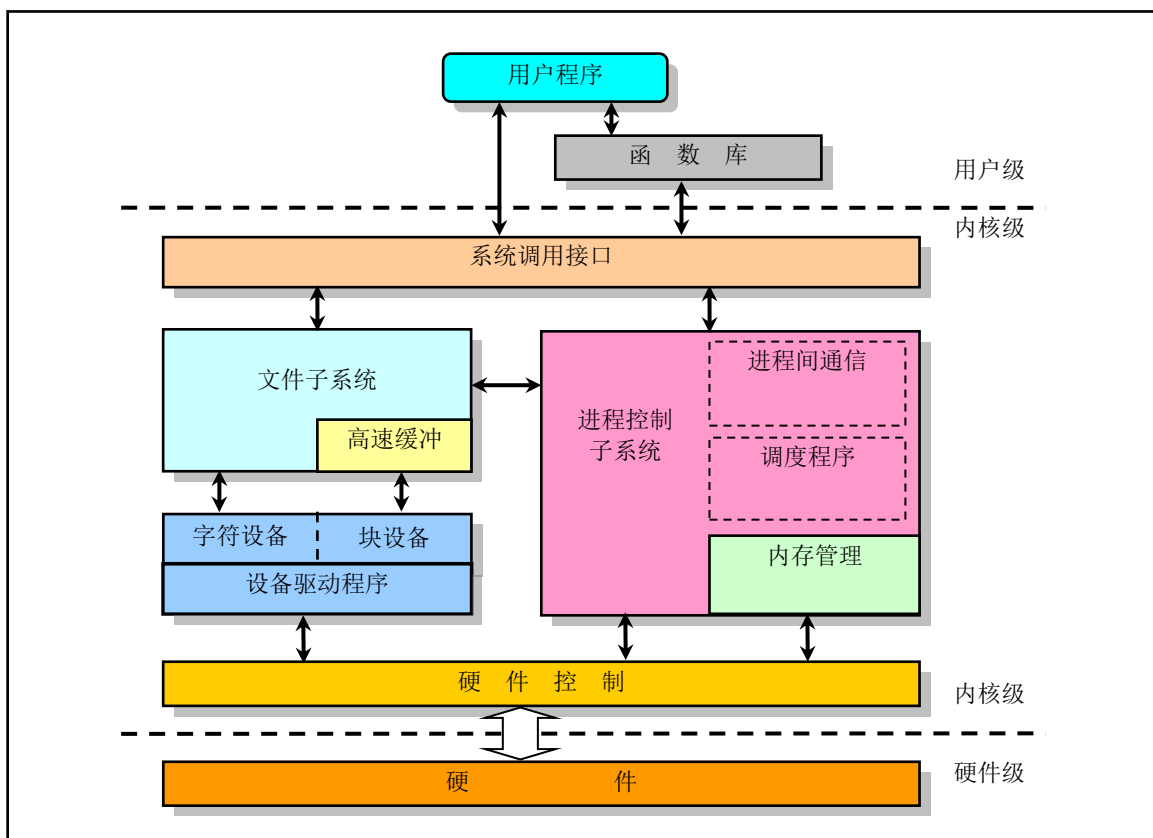 用户程序
函 数 库
用户级
内核级
系统调用接口
文件子系统
高速缓冲
进程控制
子系统
进程间通信
调度程序
内存管理
字符设备
块设备
设备驱动程序
硬 件 控 制
内核级
硬 件
硬件级